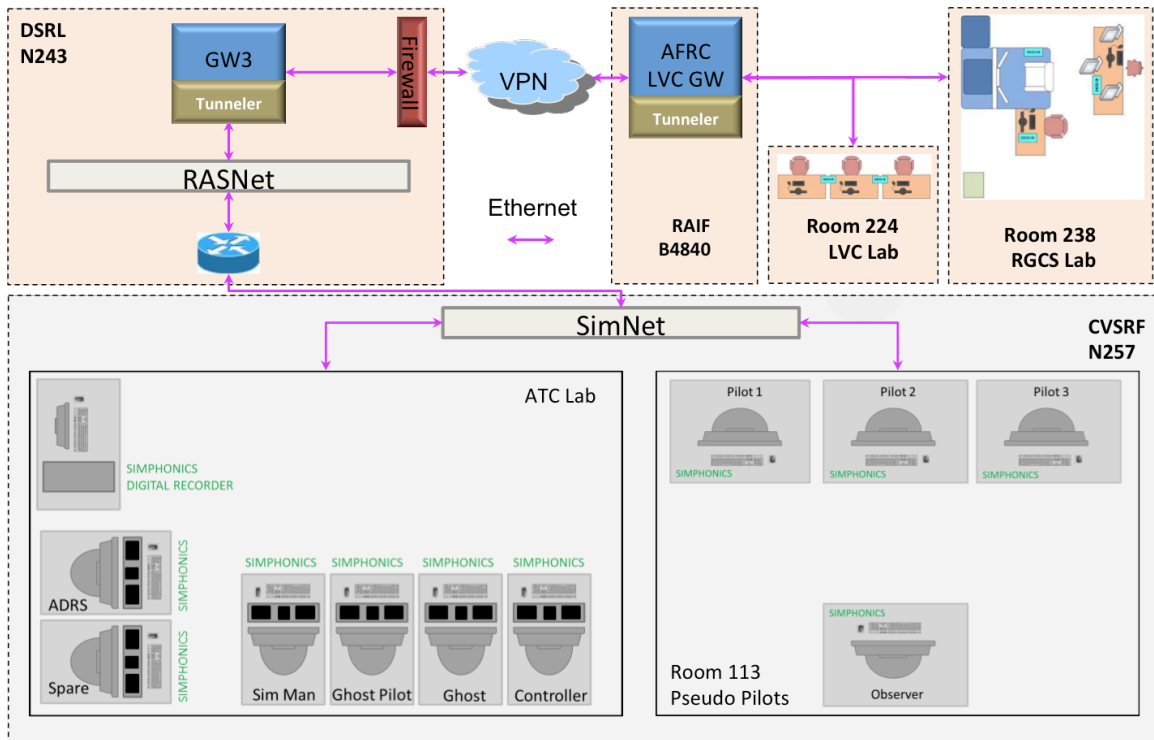 DSRL
N243
GW3
Tunneler
Firewall
VPN
AFRC
LVC GW
Tunneler
RASNet
Ethernet
RAIF
B4840
Room 224
LVC Lab
Room 238
RGCS Lab
SimNet
CVSRF
N257
ATC Lab
SIMPHONICS
DIGITAL RECORDER
ADRS
SIMPHONICS
Spare
SIMPHONICS
SIMPHONICS
Sim Man
SIMPHONICS
Ghost Pilot
SIMPHONICS
Ghost
SIMPHONICS
Controller
Pilot 1
SIMPHONICS
Pilot 2
SIMPHONICS
Pilot 3
SIMPHONICS
SIMPHONICS
Observer
Room 113
Pseudo Pilots